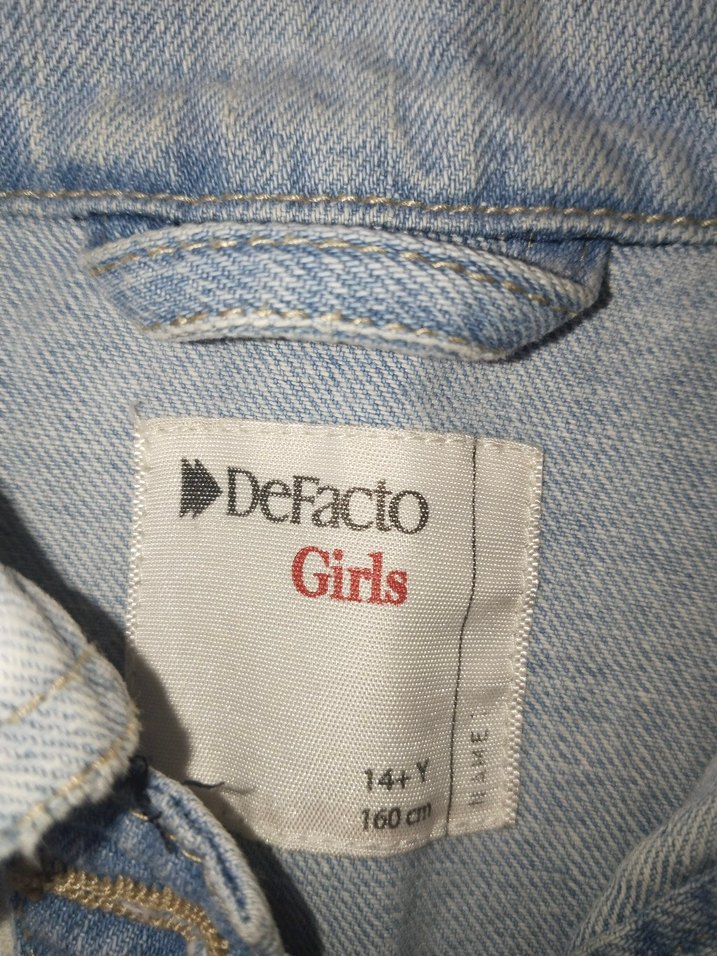 DeFacto
Girls
14+ Y
160 cm
NAME :